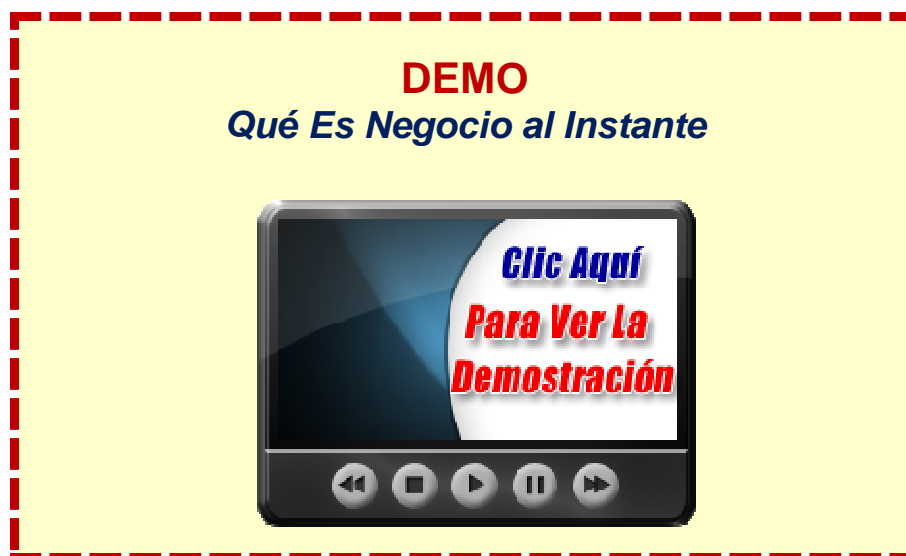 DEMO
Qué Es Negocio al Instante
Clic Aquí
Para Ver La
Demostración